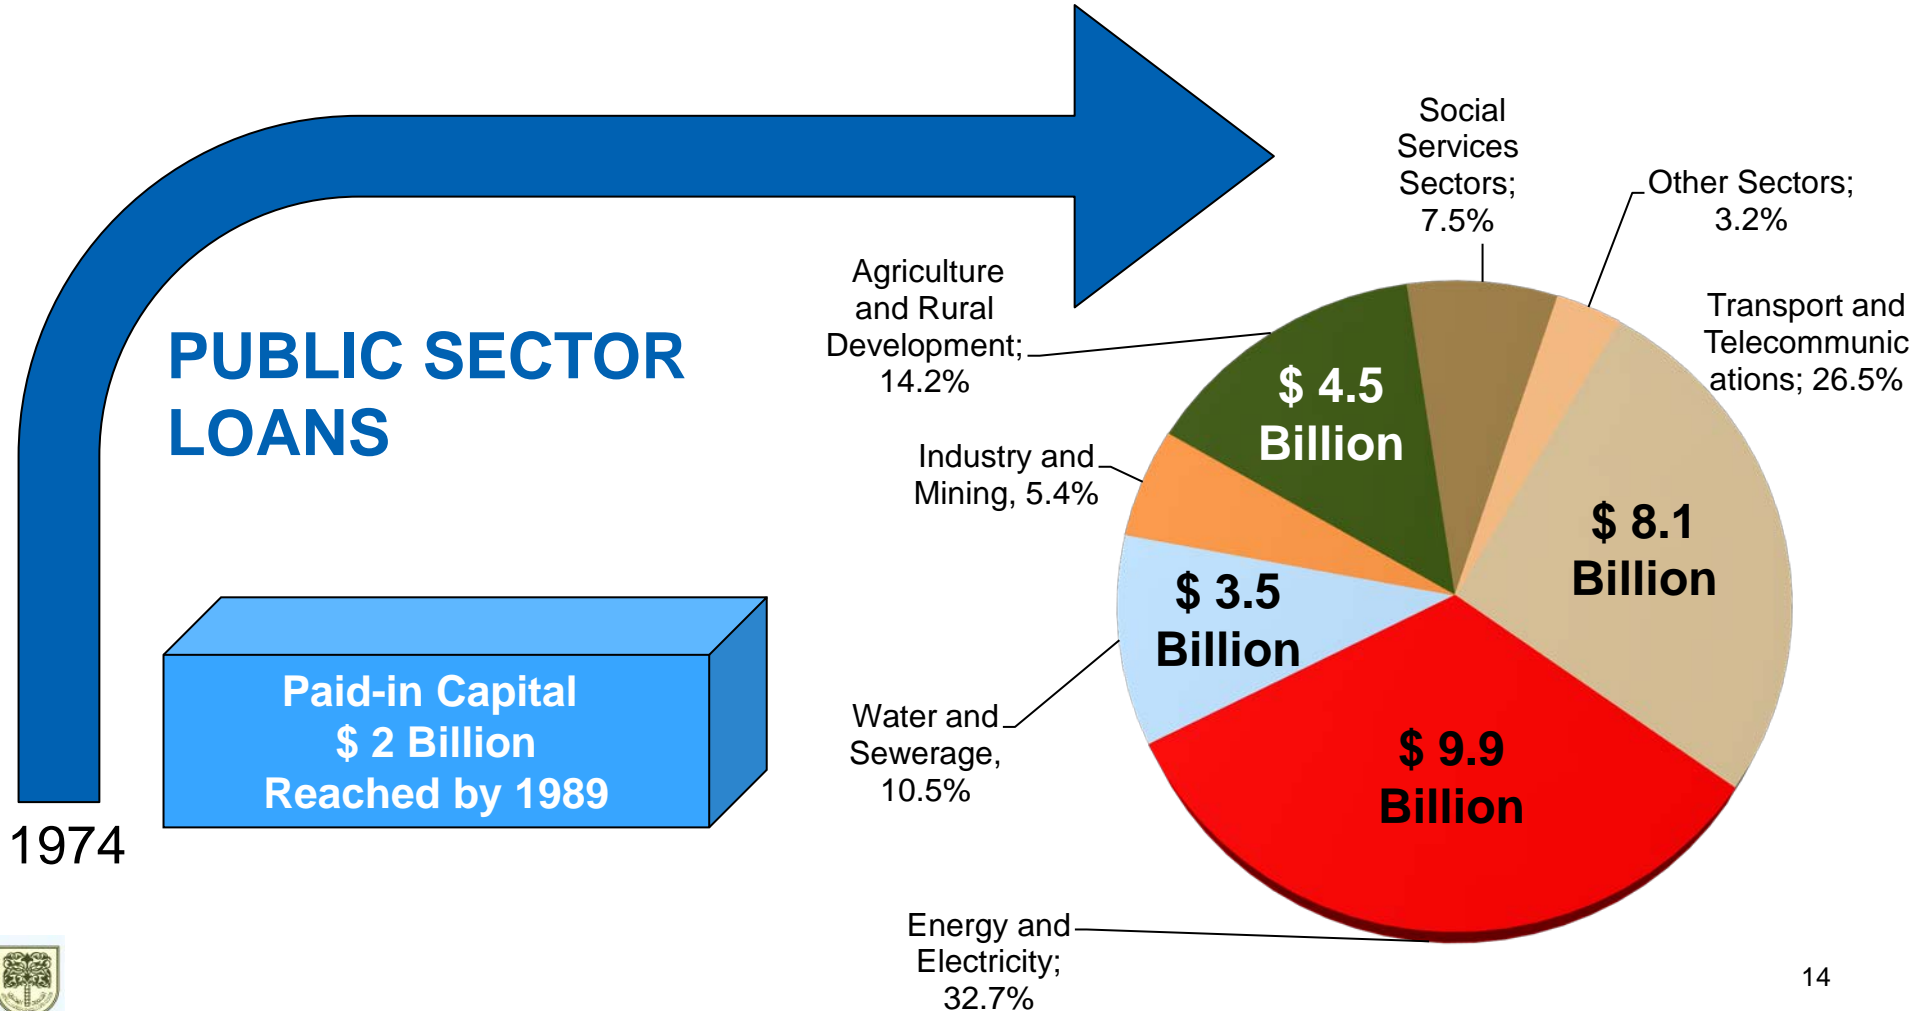 PUBLIC SECTOR
LOANS
Paid-in Capital
$ 2 Billion
Reached by 1989
1974
Social
Services
Sectors;
7.5%
Other Sectors;
3.2%
Transport and
Telecommunic
ations; 26.5%
Agriculture
and Rural
Development;
14.2%
Industry and
Mining, 5.4%
Water and
Sewerage,
10.5%
Energy and
Electricity;
32.7%
$ 4.5
Billion
$ 8.1
Billion
$ 3.5
Billion
$ 9.9
Billion
14